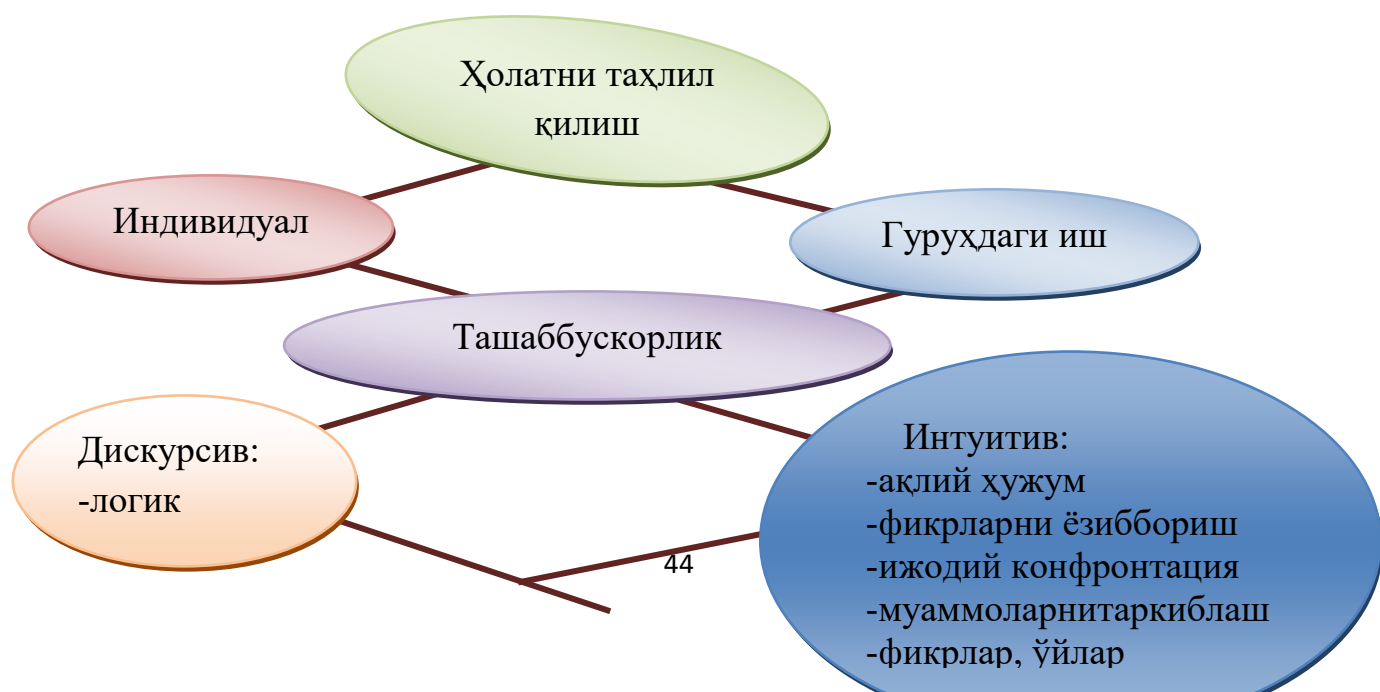 Ҳолатни таҳлил
қилиш
Индивидуал
Гуруҳдаги иш
Ташаббускорлик
Дискурсив:
-логик
Интуитив:
-ақлий ҳужум
-фикрларни ёзиббориш
-ижодий конфронтация
-муаммоларнитаркиблаш
-фикрлар, ўйлар
44